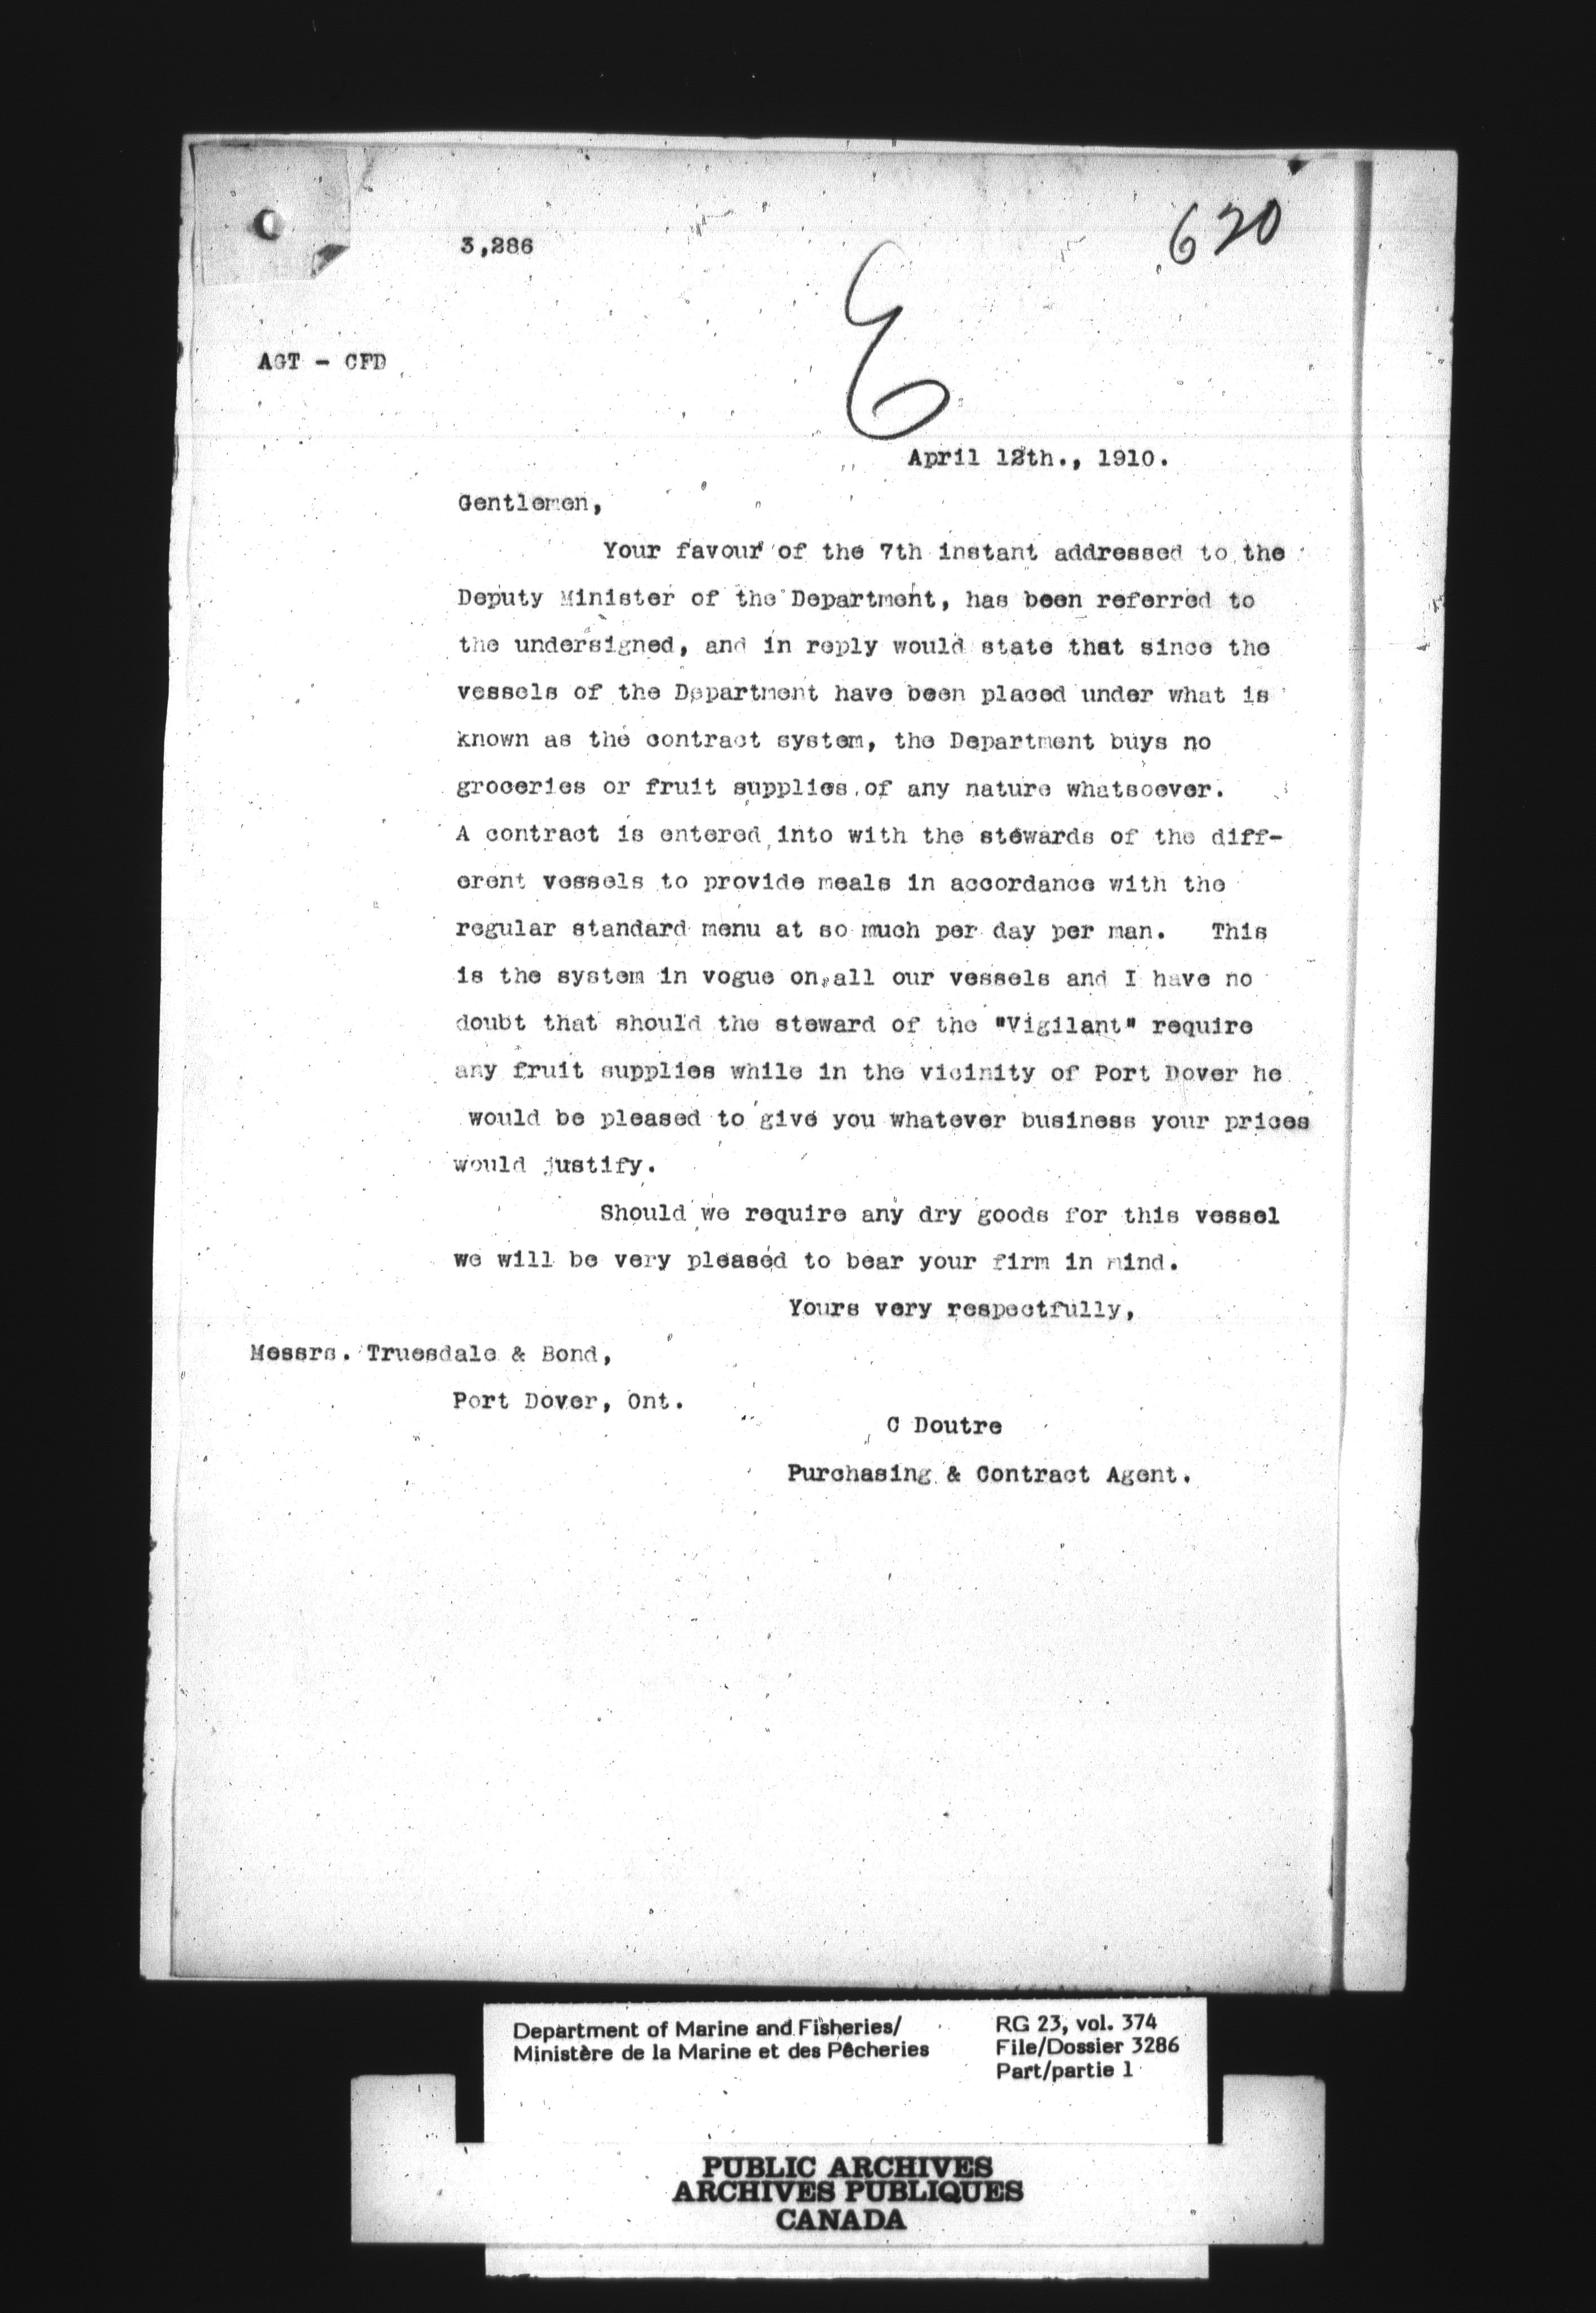 3,286
620
E
AGT - CFD
April 12th., 1910.
Gentlemen,
Your favour of the 7th instant addressed to the
Deputy Minister of the Department, has been referred to
the undersigned, and in reply would state that since the
vessels of the Department have been placed under what is
known as the contract system, the Department buys no
groceries or fruit supplies of any nature whatsoever.
A contract is entered into with the stewards of the diff-
erent vessels to provide meals in accordance with the
regular standard menu at so much per day per man. This
is the system in vogue on all our vessels and I have no
doubt that should the steward of the "Vigilant" require
any fruit supplies while in the vicinity of Port Dover he
would be pleased to give you whatever business your prices
would justify.
Should we require any dry goods for this vessel
we will be very pleased to bear your firm in mind.
Yours very respectfully,
Messrs. Truesdale & Bond,
Port Dover, Ont.
C Doutre
Purchasing & Contract Agent.
Department of Marine and Fisheries/
Ministère de la Marine et des Pêcheries
RG 23, vol. 374
File/Dossier 3286
Part/partie 1
PUBLIC ARCHIVES
ARCHIVES PUBLIQUES
CANADA